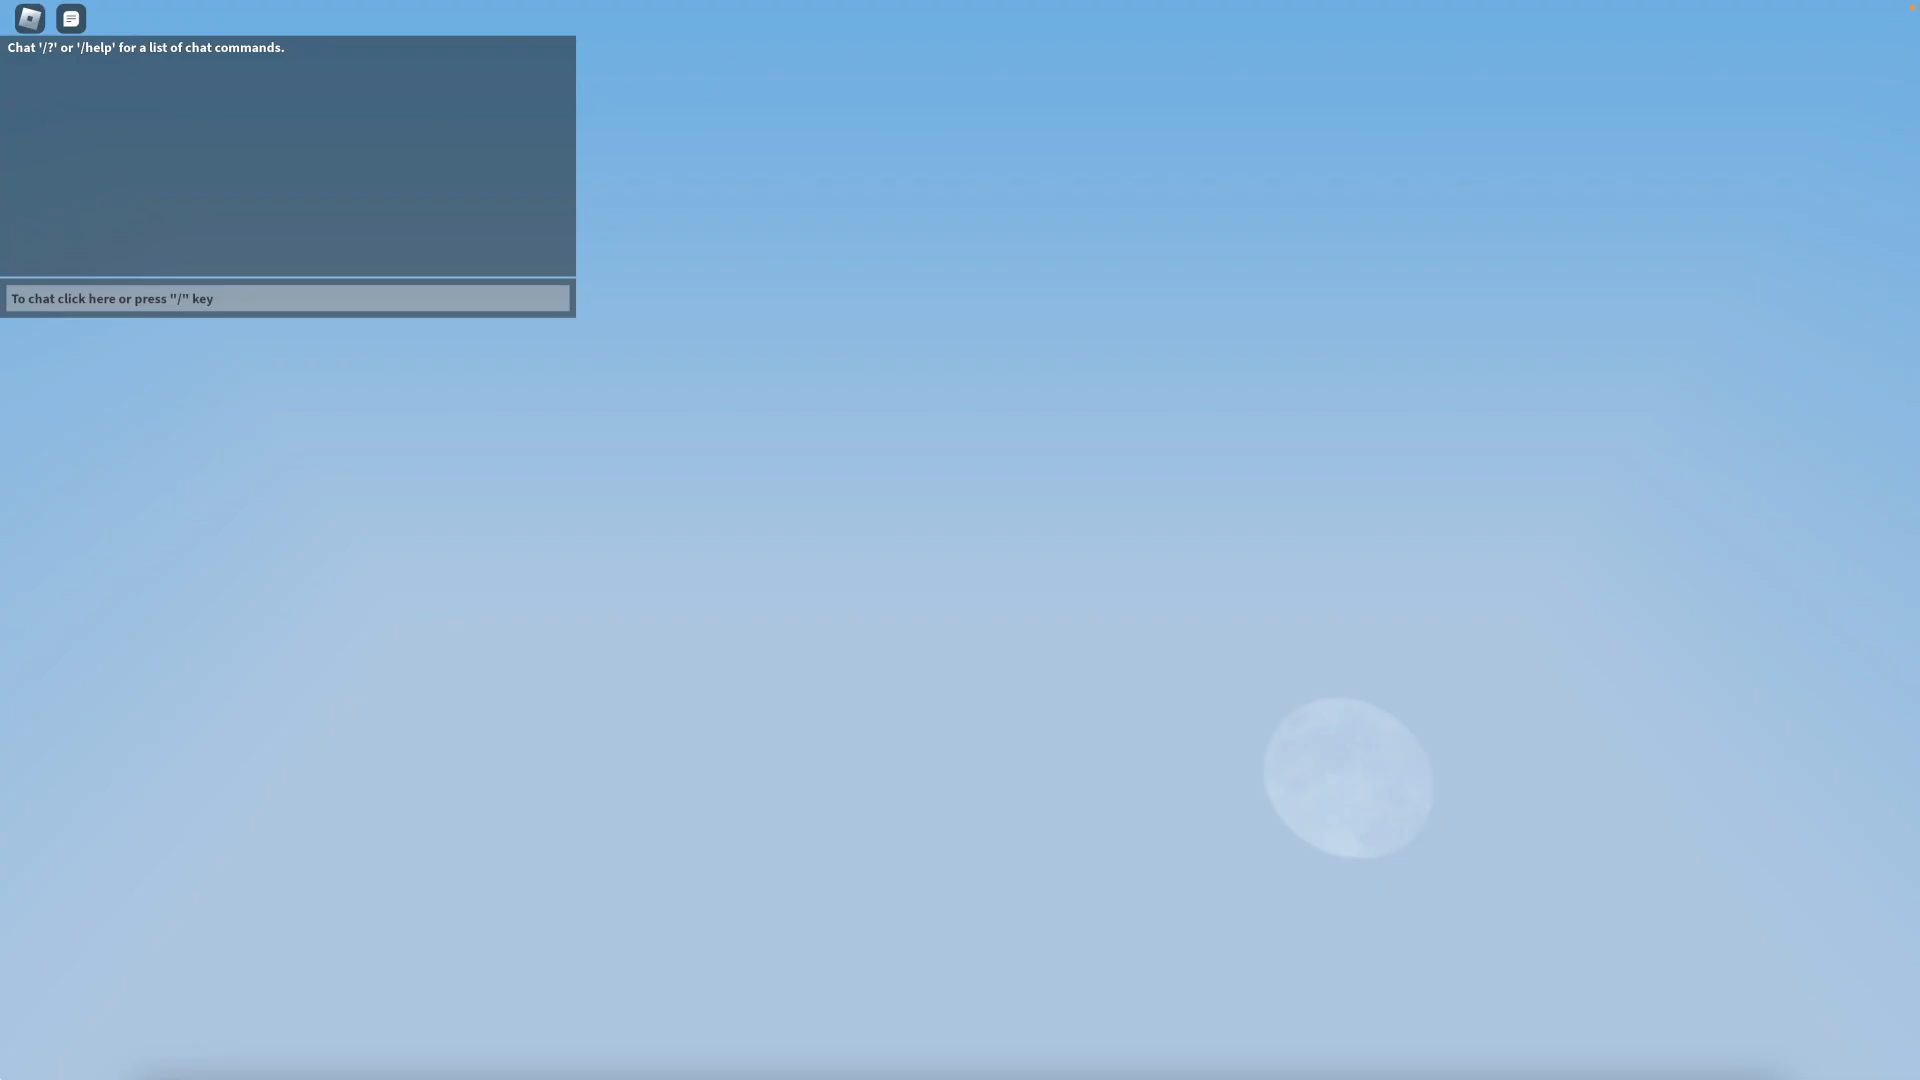 Chat '/?' or '/help' for a list of chat commands.
To chat click here or press "/" key